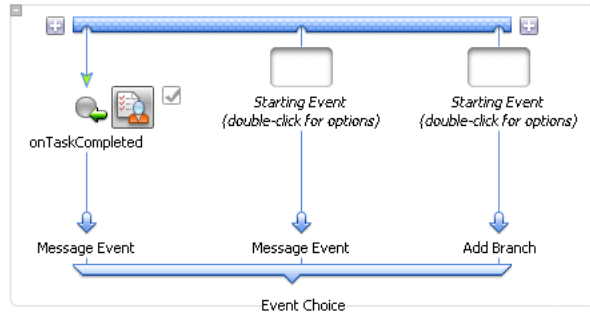 Starting Event
(double-click for options)
Starting Event
(double-click for options)
onTaskCompleted
Message Event
Message Event
Add Branch
Event Choice